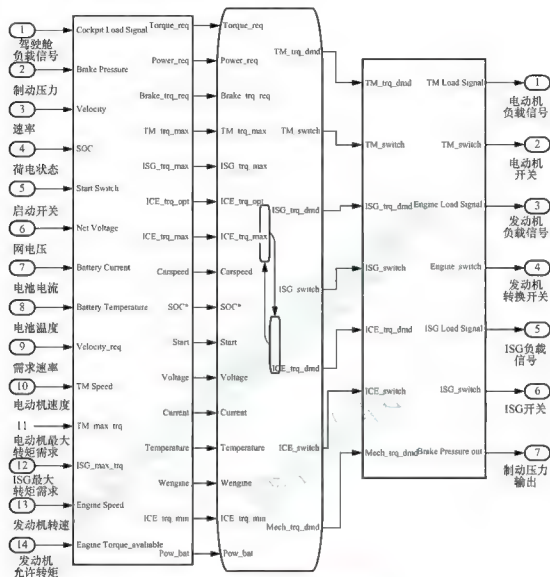 1
驾驶舱
负载信号
2
制动压力
3
速率
4
荷电状态
5
启动开关
6
网电压
7
电池电流
8
电池温度
9
需求速率
10
电动机速度
11
电动机最大
转矩需求
12
ISG最大
转矩需求
13
发动机转速
14
发动机
允许转矩
Cockpit Load Signal
Brake Pressure
Velocity
SOC
Start Switch
Net Voltage
Battery Current
Battery Temperature
Velocity_req
TM Speed
TM_max_trq
ISG_max_trq
Engine Speed
Engine Torque_avaliable
Torque_req
Power_req
Brake_trq_req
TM_trq_max
ISG_trq_max
ICE_trq_opt
ICE_trq_max
Carspeed
SOC*
Start
Voltage
Current
Temperature
Wengine
ICE_trq_min
Pow_bat
Torque_req
Power_req
Brake_trq_req
TM_trq_max
ISG_trq_max
ICE_trq_opt
ICE_trq_max
Carspeed
SOC*
Start
Voltage
Current
Temperature
Wengine
ICE_trq_min
Pow_bat
TM_trq_dmd
TM_switch
ISG_trq_dmd
ISG_switch
ICE_trq_dmd
ICE_switch
Mech_trq_dmd
TM_trq_dmd
TM_switch
ISG_trq_dmd
ISG_switch
ICE_trq_dmd
ICE_switch
Mech_trq_dmd
TM Load Signal
TM_switch
Engine Load Signal
Engine_switch
ISG Load Signal
ISG_switch
Brake Pressure out
1
电动机
负载信号
2
电动机
开关
3
发动机
负载信号
4
发动机
转换开关
5
ISG负载
信号
6
ISG开关
7
制动压力
输出